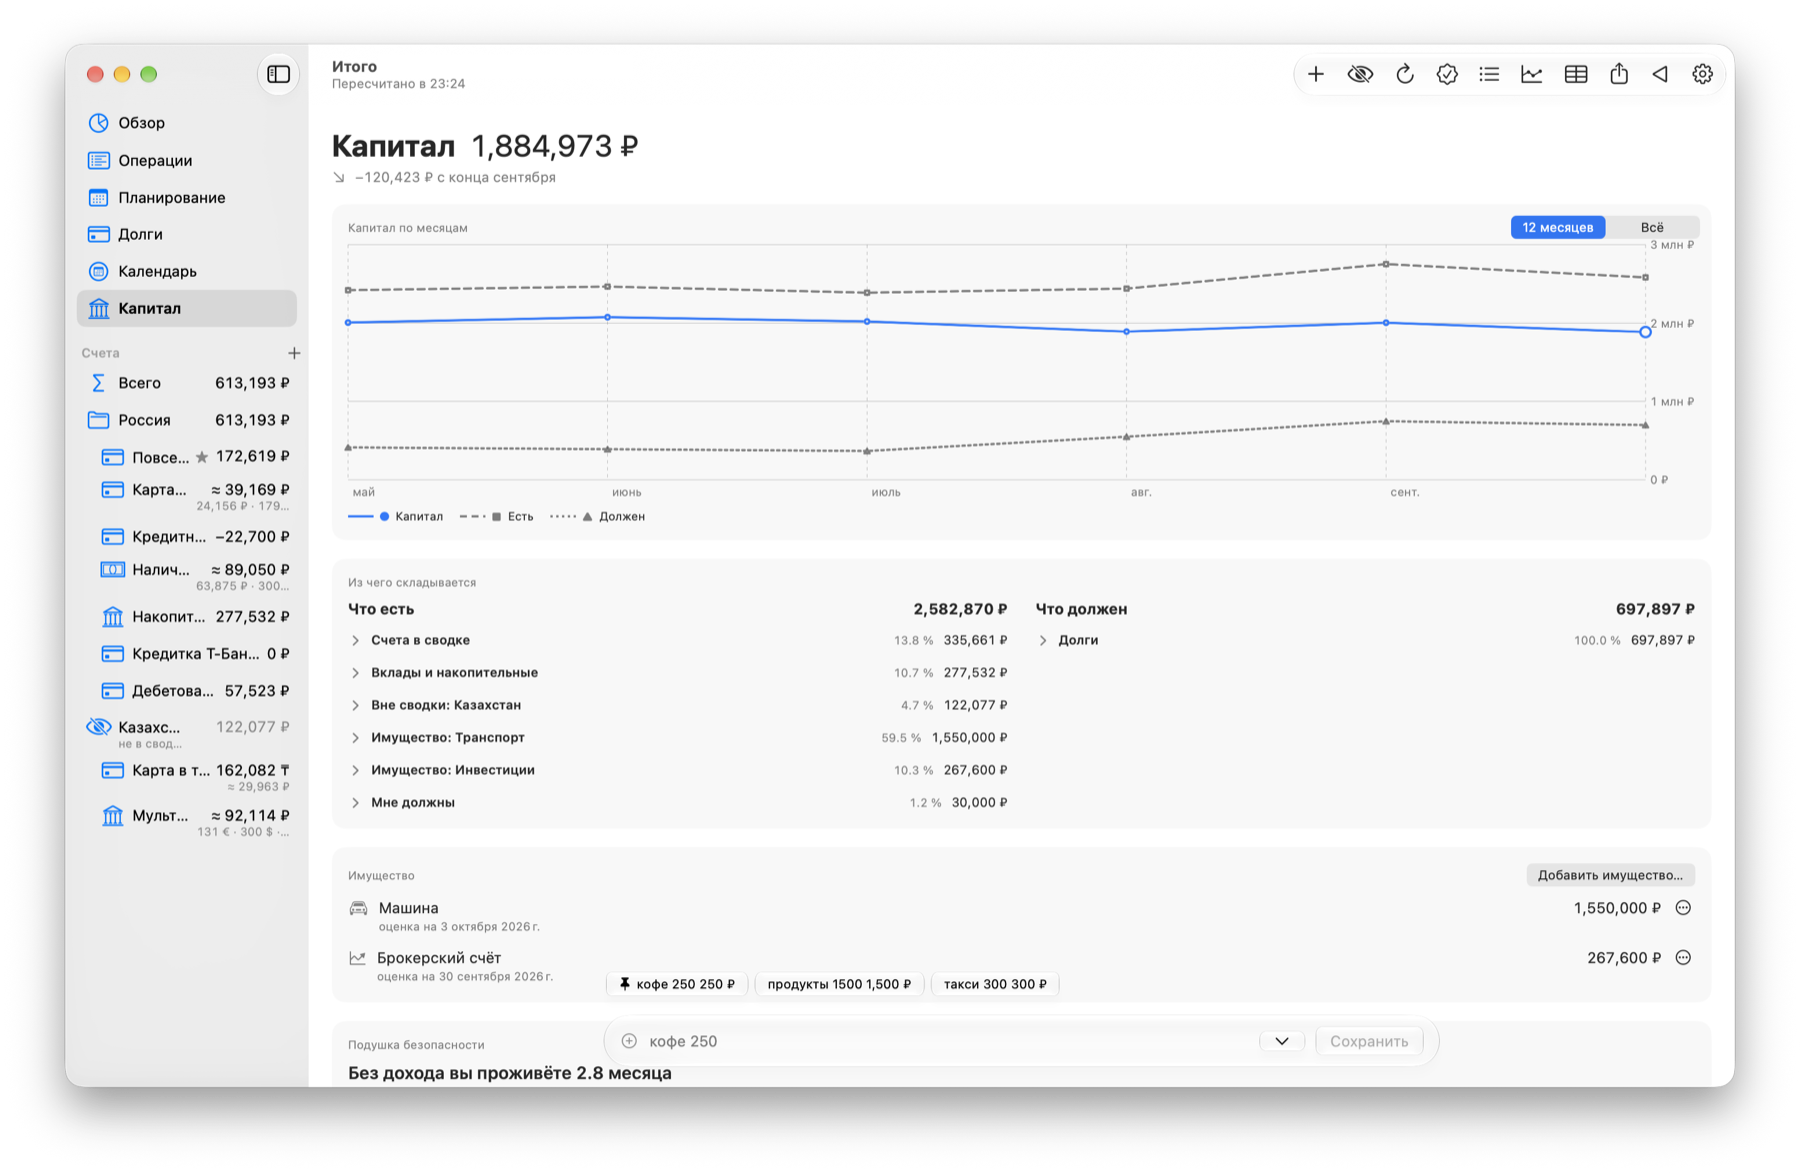 Итого
Пересчитано в 23:24
Обзор
Операции
Планирование
Долги
Календарь
Капитал
Счета
Всего 613,193 ₽
Россия 613,193 ₽
Повсе... ★ 172,619 ₽
Карта... ≈ 39,169 ₽
24,156 ₽ · 179...
Кредитн... −22,700 ₽
Налич... ≈ 89,050 ₽
63,875 ₽ · 300...
Накопит... 277,532 ₽
Кредитка Т-Бан... 0 ₽
Дебетова... 57,523 ₽
Казахс... 122,077 ₽
не в свод...
Карта в т... 162,082 ₸
≈ 29,963 ₽
Мульт... ≈ 92,114 ₽
131 € · 300 $ ·...
Капитал 1,884,973 ₽
−120,423 ₽ с конца сентября
Капитал по месяцам
12 месяцев Всё
3 млн ₽
2 млн ₽
1 млн ₽
0 ₽
май июнь июль авг. сент.
Капитал Есть Должен
Из чего складывается
Что есть 2,582,870 ₽
Счета в сводке 13.8 % 335,661 ₽
Вклады и накопительные 10.7 % 277,532 ₽
Вне сводки: Казахстан 4.7 % 122,077 ₽
Имущество: Транспорт 59.5 % 1,550,000 ₽
Имущество: Инвестиции 10.3 % 267,600 ₽
Мне должны 1.2 % 30,000 ₽
Что должен 697,897 ₽
Долги 100.0 % 697,897 ₽
Имущество
Добавить имущество...
Машина 1,550,000 ₽
оценка на 3 октября 2026 г.
Брокерский счёт 267,600 ₽
оценка на 30 сентября 2026 г.
кофе 250 250 ₽ продукты 1500 1,500 ₽ такси 300 300 ₽
кофе 250 Сохранить
Подушка безопасности
Без дохода вы проживёте 2.8 месяца